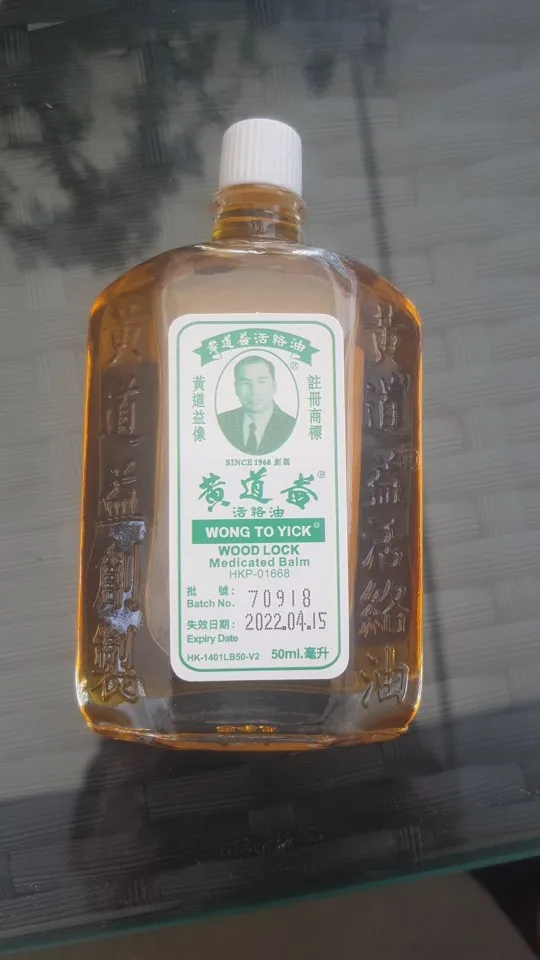 黃道益活絡油
®
黃道益像
註冊商標
SINCE 1968 創製
黃道益®
活絡油
WONG TO YICK®
WOOD LOCK
Medicated Balm
HKP-01668
批 號: 70918
Batch No.
失效日期: 2022.04.15
Expiry Date
HK-1401LB50-V2 50ml.毫升
黃道益創製
黃道益活絡油